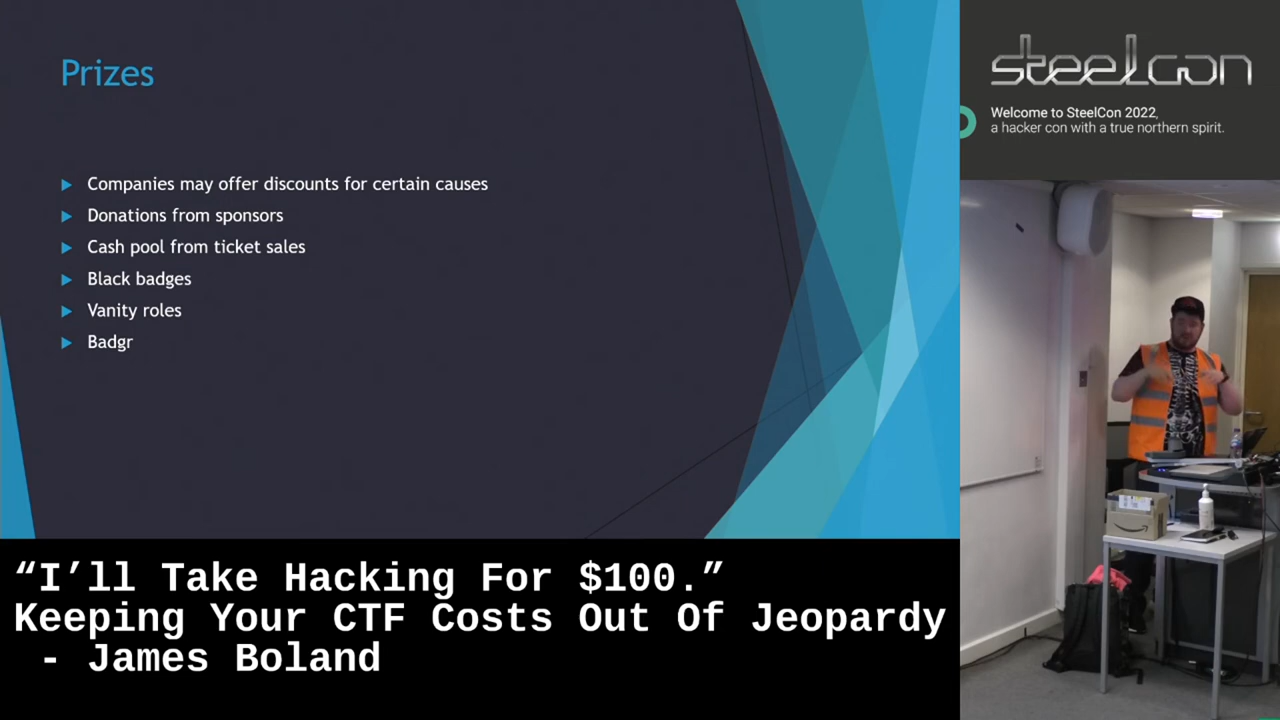 Prizes
Companies may offer discounts for certain causes
Donations from sponsors
Cash pool from ticket sales
Black badges
Vanity roles
Badgr
steelcon
Welcome to SteelCon 2022,
a hacker con with a true northern spirit.
“I’ll Take Hacking For $100.”
Keeping Your CTF Costs Out Of Jeopardy
- James Boland